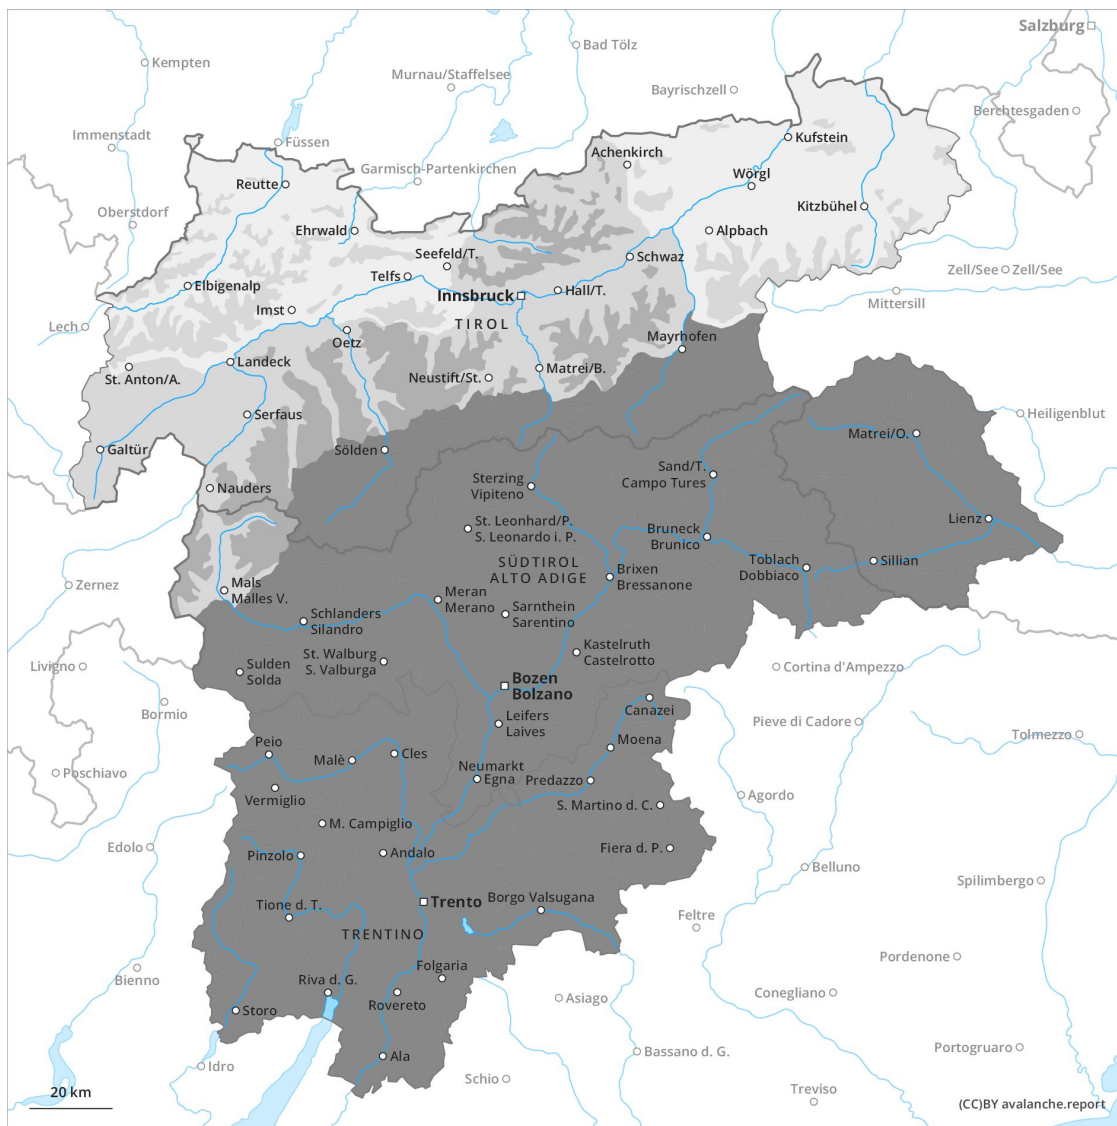 Salzburg
Bad Tölz
Kempten
Murnau/Staffelsee
Bayrischzell
Berchtesgaden
Immenstadt
Füssen
Kufstein
Achenkirch
Garmisch-Partenkirchen
Wörgl
Reutte
Kitzbühel
Oberstdorf
Ehrwald
Alpbach
Seefeld/T.
Schwaz
Telfs
Zell/See
Zell/See
Elbigenalp
Hall/T.
Innsbruck
Mittersill
Imst
TIROL
Lech
Mayrhofen
Oetz
Landeck
Matrei/B.
St. Anton/A.
Neustift/St.
Serfaus
Heiligenblut
Matrei/O.
Galtür
Sölden
Sand/T.
Campo Tures
Sterzing
Vipiteno
Nauders
St. Leonhard/P.
S. Leonardo i. P.
Lienz
Bruneck
Brunico
SÜDTIROL
ALTO ADIGE
Toblach
Dobbiaco
Sillian
Brixen
Bressanone
Zernez
Mals
Malles V.
Meran
Merano
Sarnthein
Sarentino
Schlanders
Silandro
Kastelruth
Castelrotto
St. Walburg
S. Valburga
Livigno
Sulden
Solda
Cortina d'Ampezzo
Bozen
Bolzano
Bormio
Canazei
Leifers
Laives
Pieve di Cadore
Tolmezzo
Moena
Peio
Cles
Malè
Poschiavo
Neumarkt
Egna
Predazzo
Vermiglio
Agordo
S. Martino d. C.
M. Campiglio
Edolo
Fiera d. P.
Pinzolo
Andalo
Belluno
Spilimbergo
Trento
Borgo Valsugana
Tione d. T.
Feltre
TRENTINO
Pordenone
Bienno
Folgaria
Riva d. G.
Conegliano
Asiago
Rovereto
Storo
Portogruaro
Bassano d. G.
Ala
Idro
Schio
Treviso
20 km
(CC)BY avalanche.report